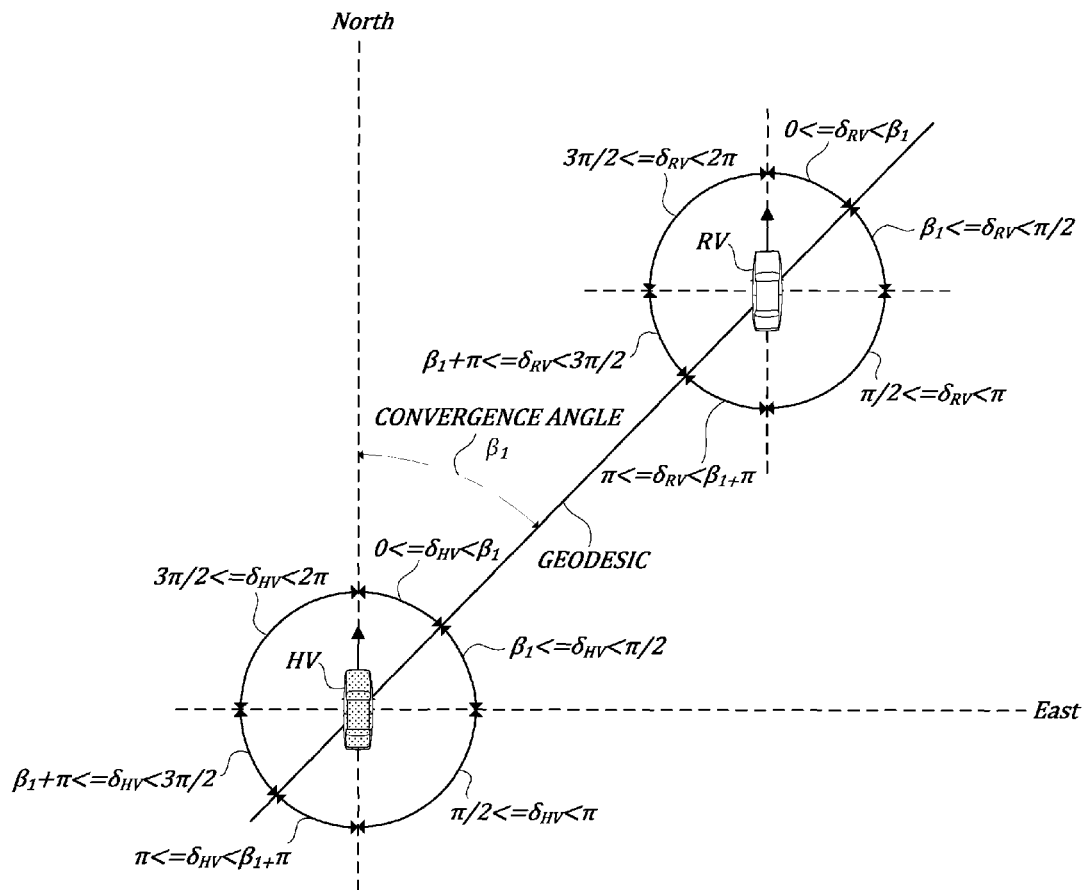 North
0<=δRV<β1
3π/2<=δRV<2π
RV
β1<=δRV<π/2
β1+π<=δRV<3π/2
π/2<=δRV<π
CONVERGENCE ANGLE
β1
π<=δRV<β1+π
0<=δHV<β1
GEODESIC
3π/2<=δHV<2π
HV
β1<=δHV<π/2
East
β1+π<=δHV<3π/2
π/2<=δHV<π
π<=δHV<β1+π